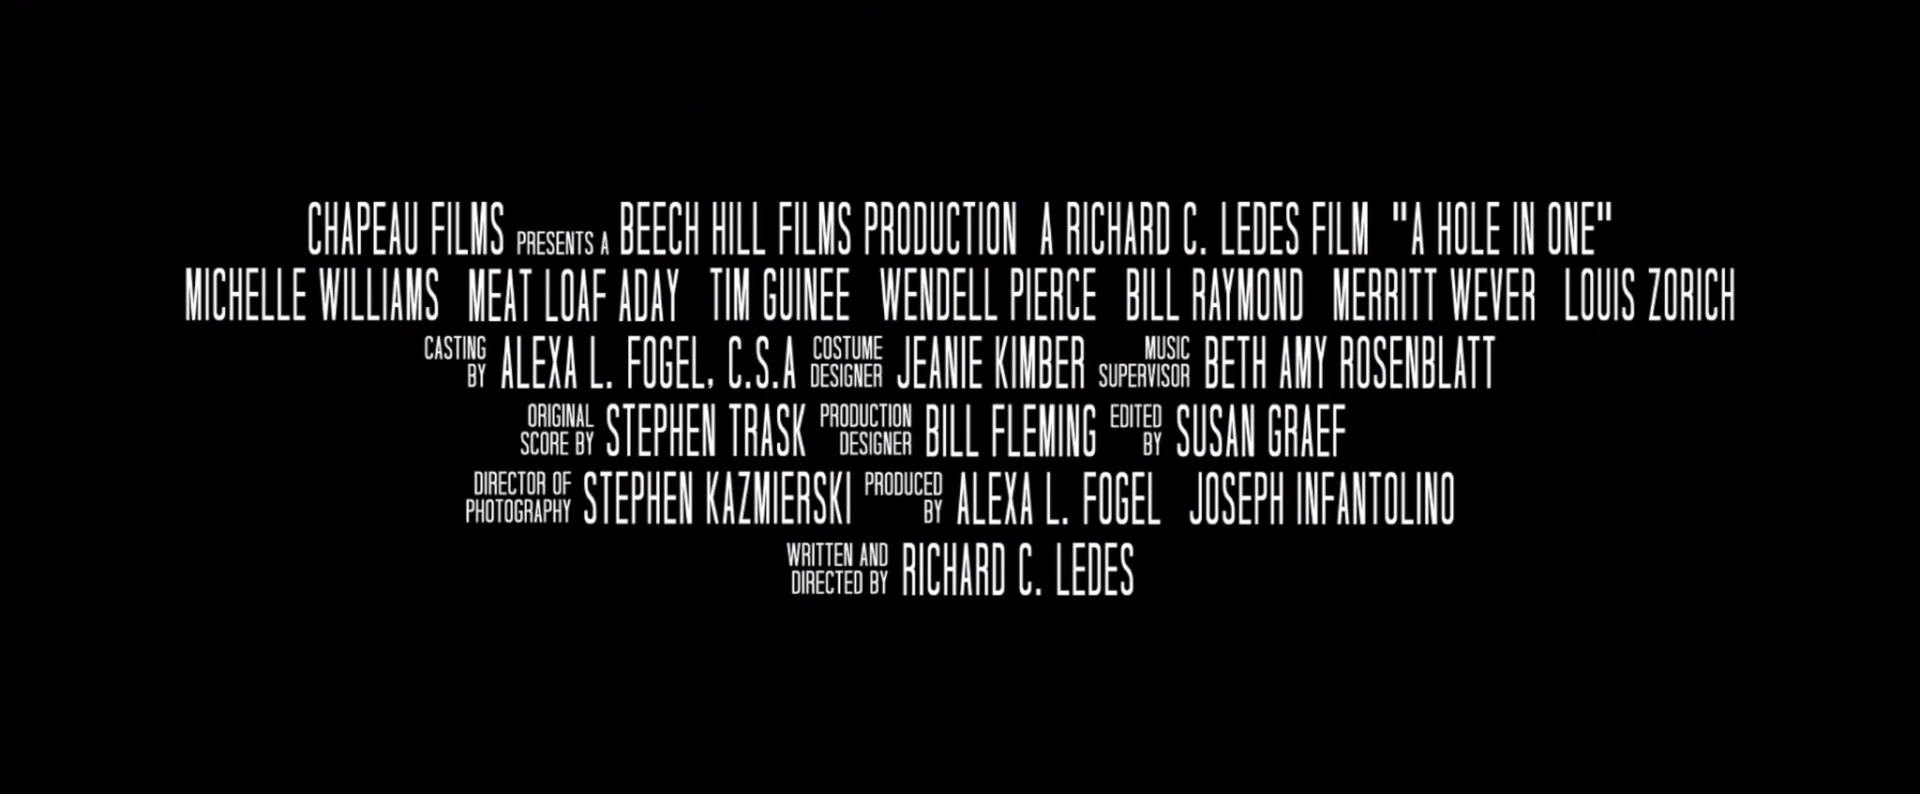 CHAPEAU FILMS PRESENTS A BEECH HILL FILMS PRODUCTION A RICHARD C. LEDES FILM "A HOLE IN ONE"
MICHELLE WILLIAMS MEAT LOAF ADAY TIM GUINEE WENDELL PIERCE BILL RAYMOND MERRITT WEVER LOUIS ZORICH
CASTING BY ALEXA L. FOGEL, C.S.A COSTUME DESIGNER JEANIE KIMBER MUSIC SUPERVISOR BETH AMY ROSENBLATT
ORIGINAL SCORE BY STEPHEN TRASK PRODUCTION DESIGNER BILL FLEMING EDITED BY SUSAN GRAEF
DIRECTOR OF PHOTOGRAPHY STEPHEN KAZMIERSKI PRODUCED BY ALEXA L. FOGEL JOSEPH INFANTOLINO
WRITTEN AND DIRECTED BY RICHARD C. LEDES